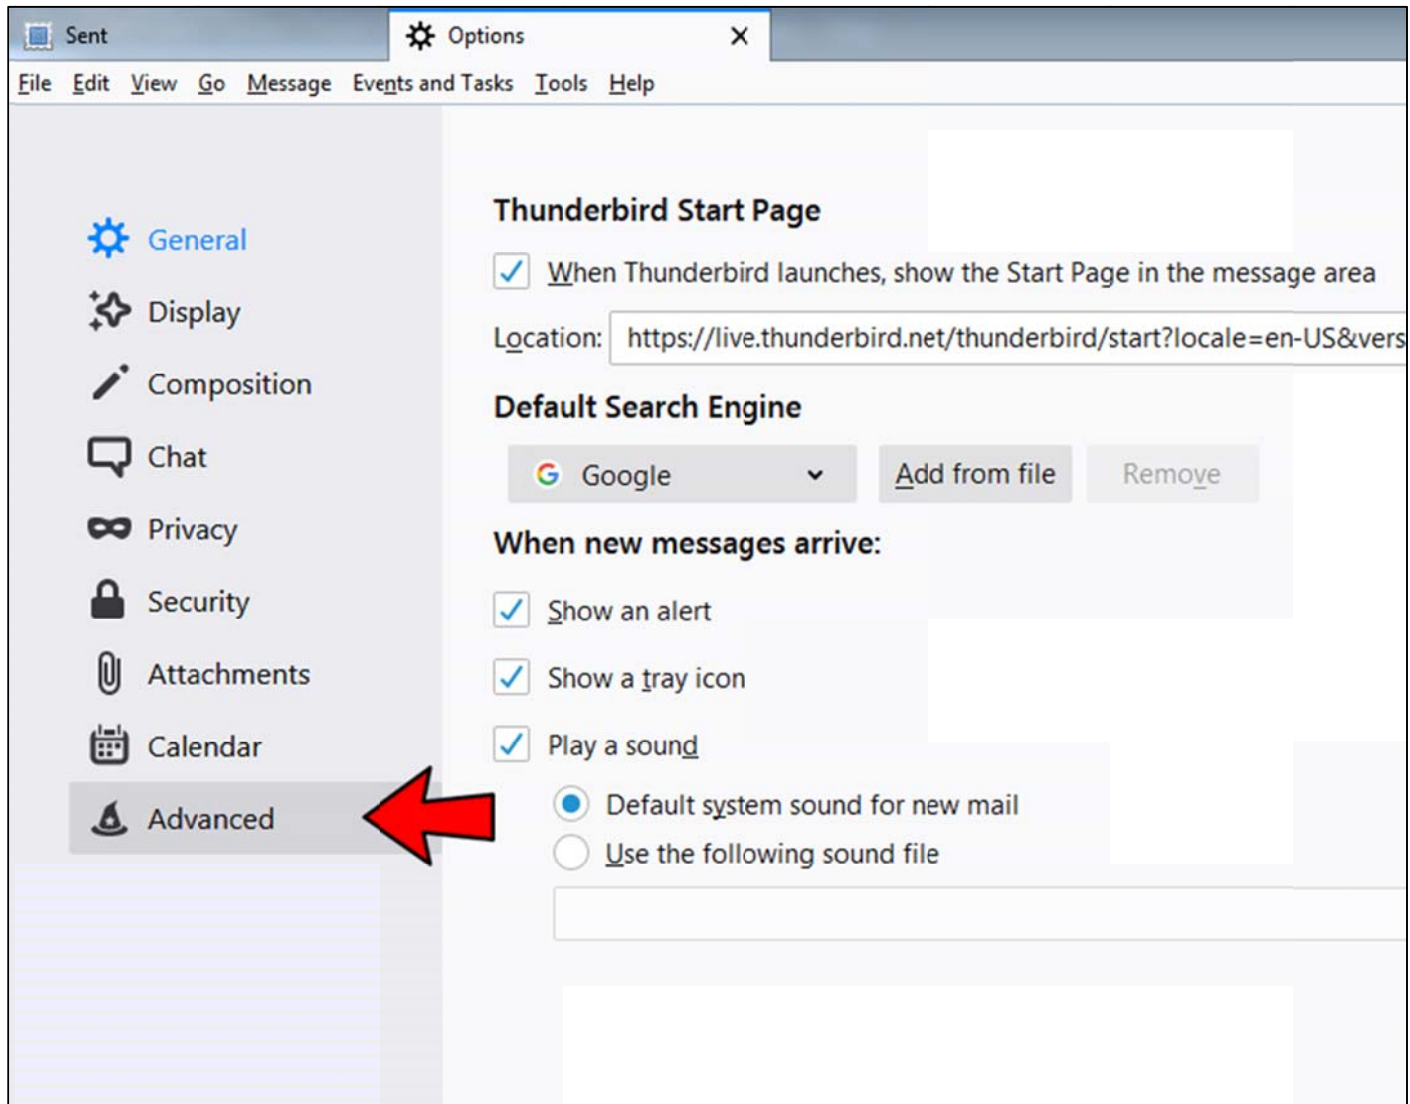 Sent
Options
File Edit View Go Message Events and Tasks Tools Help
General
Display
Composition
Chat
Privacy
Security
Attachments
Calendar
Advanced
Thunderbird Start Page
When Thunderbird launches, show the Start Page in the message area
Location: https://live.thunderbird.net/thunderbird/start?locale=en-US&vers
Default Search Engine
Google Add from file Remove
When new messages arrive:
Show an alert
Show a tray icon
Play a sound
Default system sound for new mail
Use the following sound file